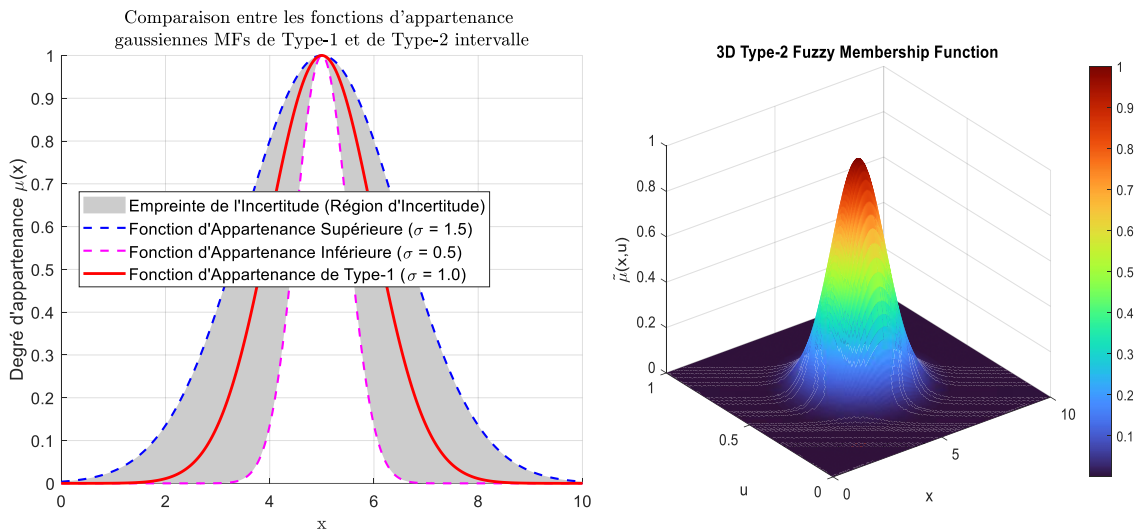 Comparaison entre les fonctions d'appartenance
gaussiennes MFs de Type-1 et de Type-2 intervalle
Degré d'appartenance μ(x)
1
0.9
0.8
0.7
0.6
0.5
0.4
0.3
0.2
0.1
0
Empreinte de l'Incertitude (Région d'Incertitude)
Fonction d'Appartenance Supérieure (σ = 1.5)
Fonction d'Appartenance Inférieure (σ = 0.5)
Fonction d'Appartenance de Type-1 (σ = 1.0)
0 2 4 6 8 10
x
3D Type-2 Fuzzy Membership Function
μ̃(x,u)
1
0.8
0.6
0.4
0.2
0
1
0.5
0
u
0
5
10
x
1
0.9
0.8
0.7
0.6
0.5
0.4
0.3
0.2
0.1